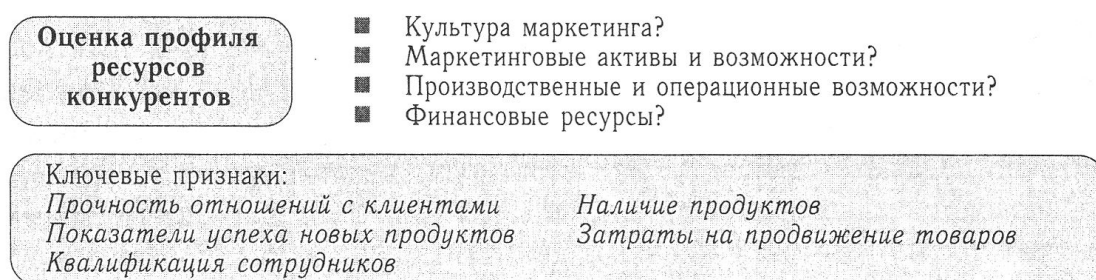 Оценка профиля
ресурсов
конкурентов
■ Культура маркетинга?
■ Маркетинговые активы и возможности?
■ Производственные и операционные возможности?
■ Финансовые ресурсы?
Ключевые признаки:
Прочность отношений с клиентами
Показатели успеха новых продуктов
Квалификация сотрудников
Наличие продуктов
Затраты на продвижение товаров